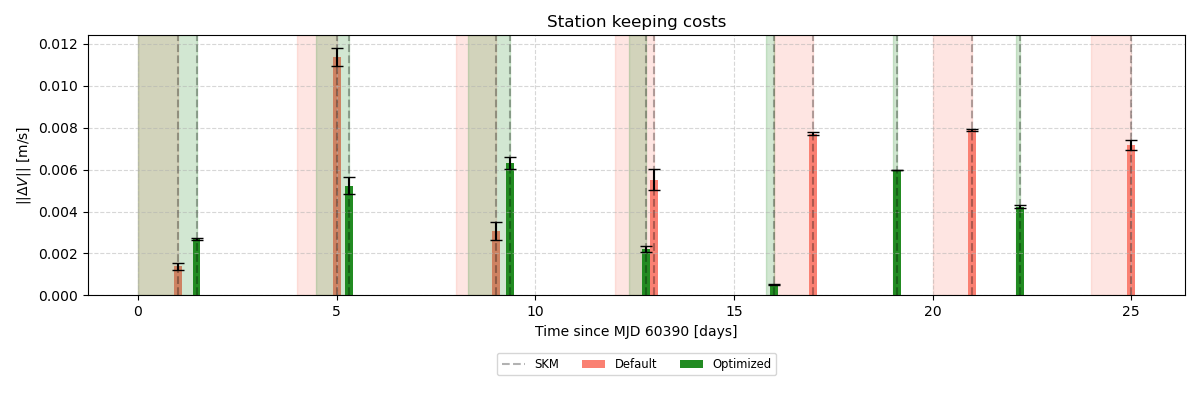 Station keeping costs
0.012
0.010
0.008
0.006
0.004
0.002
0.000
||ΔV|| [m/s]
0 5 10 15 20 25
Time since MJD 60390 [days]
SKM Default Optimized